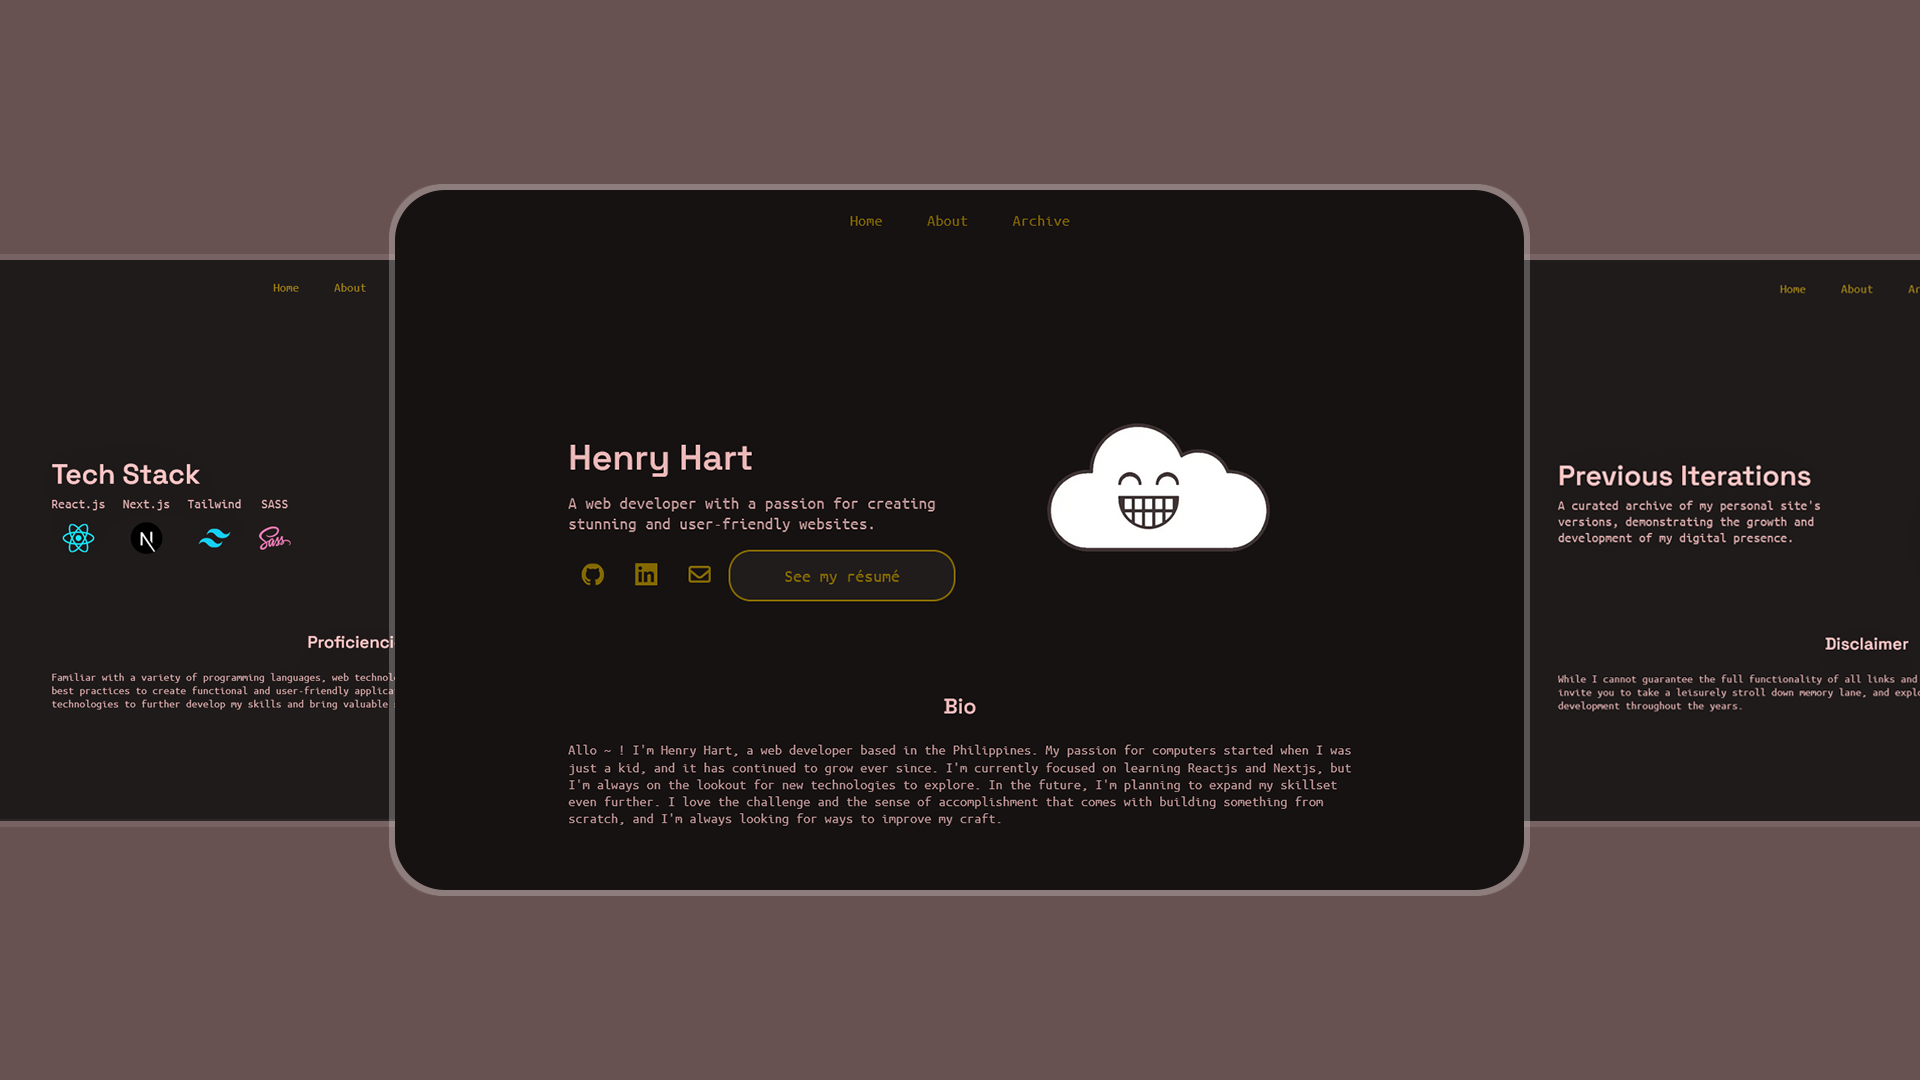 Home About Archive
Henry Hart
A web developer with a passion for creating
stunning and user-friendly websites.
See my résumé
Bio
Allo ~ ! I'm Henry Hart, a web developer based in the Philippines. My passion for computers started when I was
just a kid, and it has continued to grow ever since. I'm currently focused on learning Reactjs and Nextjs, but
I'm always on the lookout for new technologies to explore. In the future, I'm planning to expand my skillset
even further. I love the challenge and the sense of accomplishment that comes with building something from
scratch, and I'm always looking for ways to improve my craft.
Home About
Tech Stack
React.js Next.js Tailwind SASS
Sass
Familiar with a variety of programming languages, web
best practices to create functional and user-friendly
technologies to further develop my skills and bring valuable
Home About
Previous Iterations
A curated archive of my personal site's
versions, demonstrating the growth and
development of my digital presence.
Disclaimer
While I cannot guarantee the full functionality of all links and
invite you to take a leisurely stroll down memory lane, and
development throughout the years.